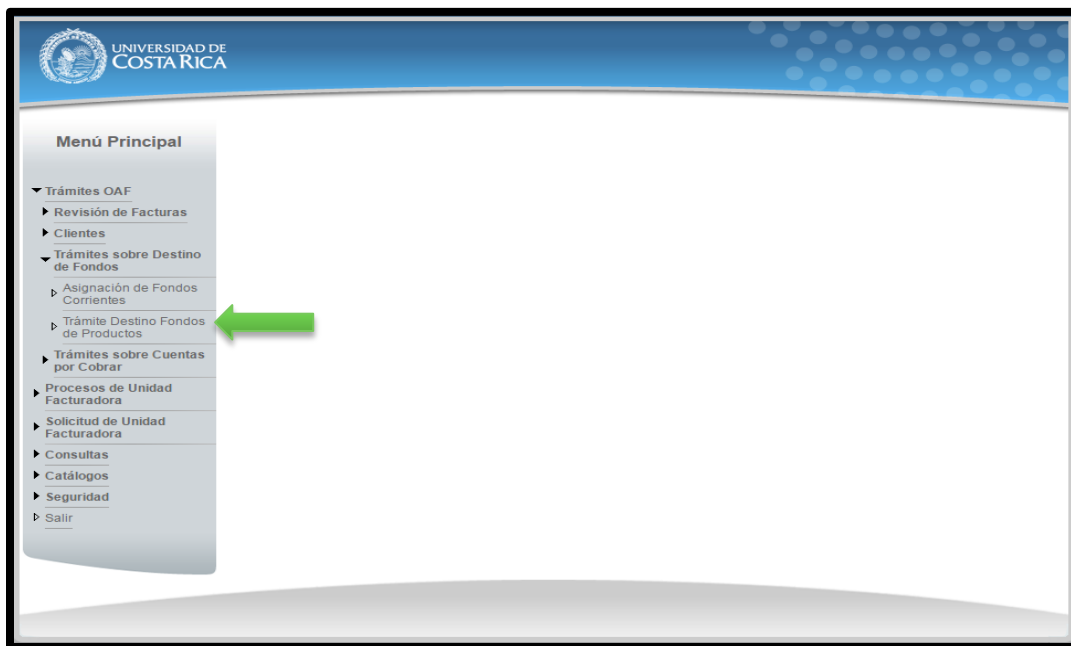 UNIVERSIDAD DE
COSTA RICA
Menú Principal
Trámites OAF
Revisión de Facturas
Clientes
Trámites sobre Destino
de Fondos
Asignación de Fondos
Corrientes
Trámite Destino Fondos
de Productos
Trámites sobre Cuentas
por Cobrar
Procesos de Unidad
Facturadora
Solicitud de Unidad
Facturadora
Consultas
Catálogos
Seguridad
Salir